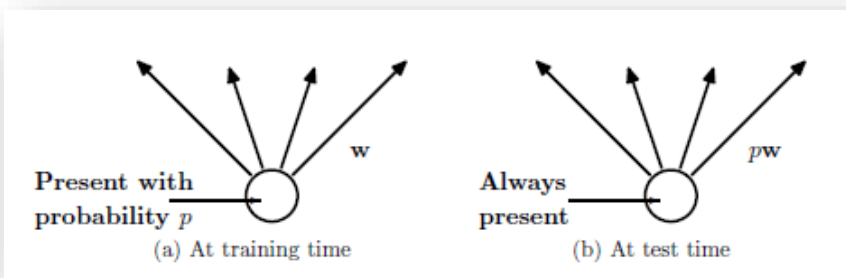 w
Present with
probability p
(a) At training time
pw
Always
present
(b) At test time